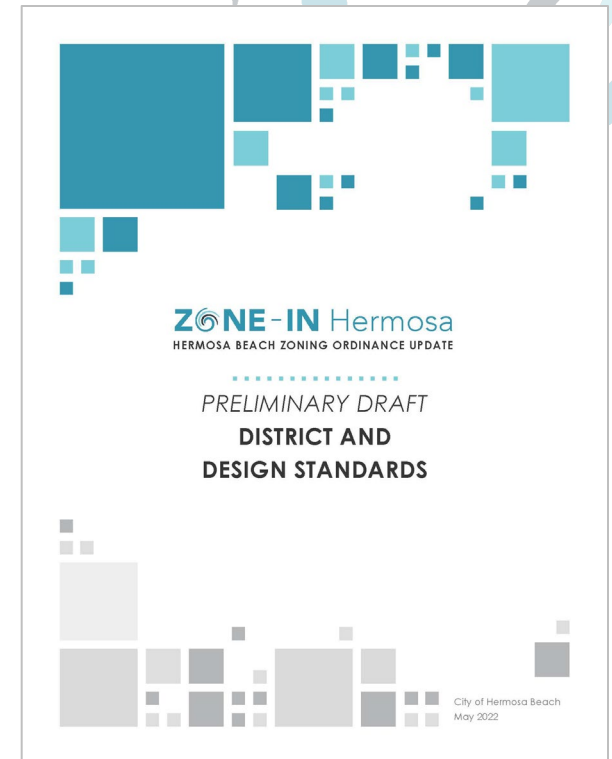 ZONE-IN Hermosa
HERMOSA BEACH ZONING ORDINANCE UPDATE
PRELIMINARY DRAFT
DISTRICT AND
DESIGN STANDARDS
City of Hermosa Beach
May 2022